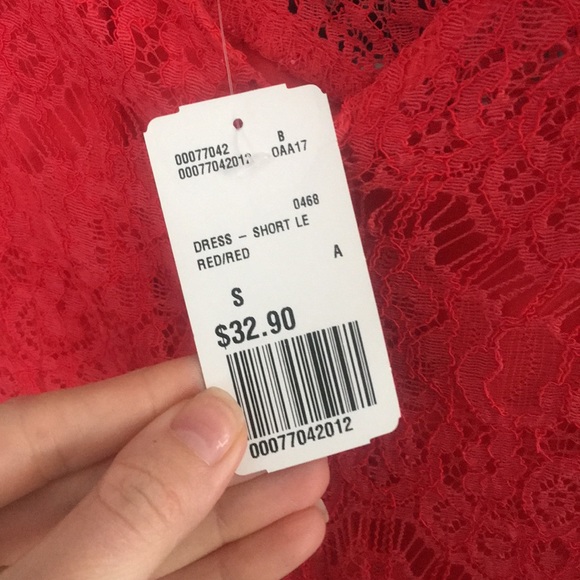 00077042 B
00077042012 OAA17
0468
DRESS – SHORT LE
RED/RED A
S
$32.90
00077042012